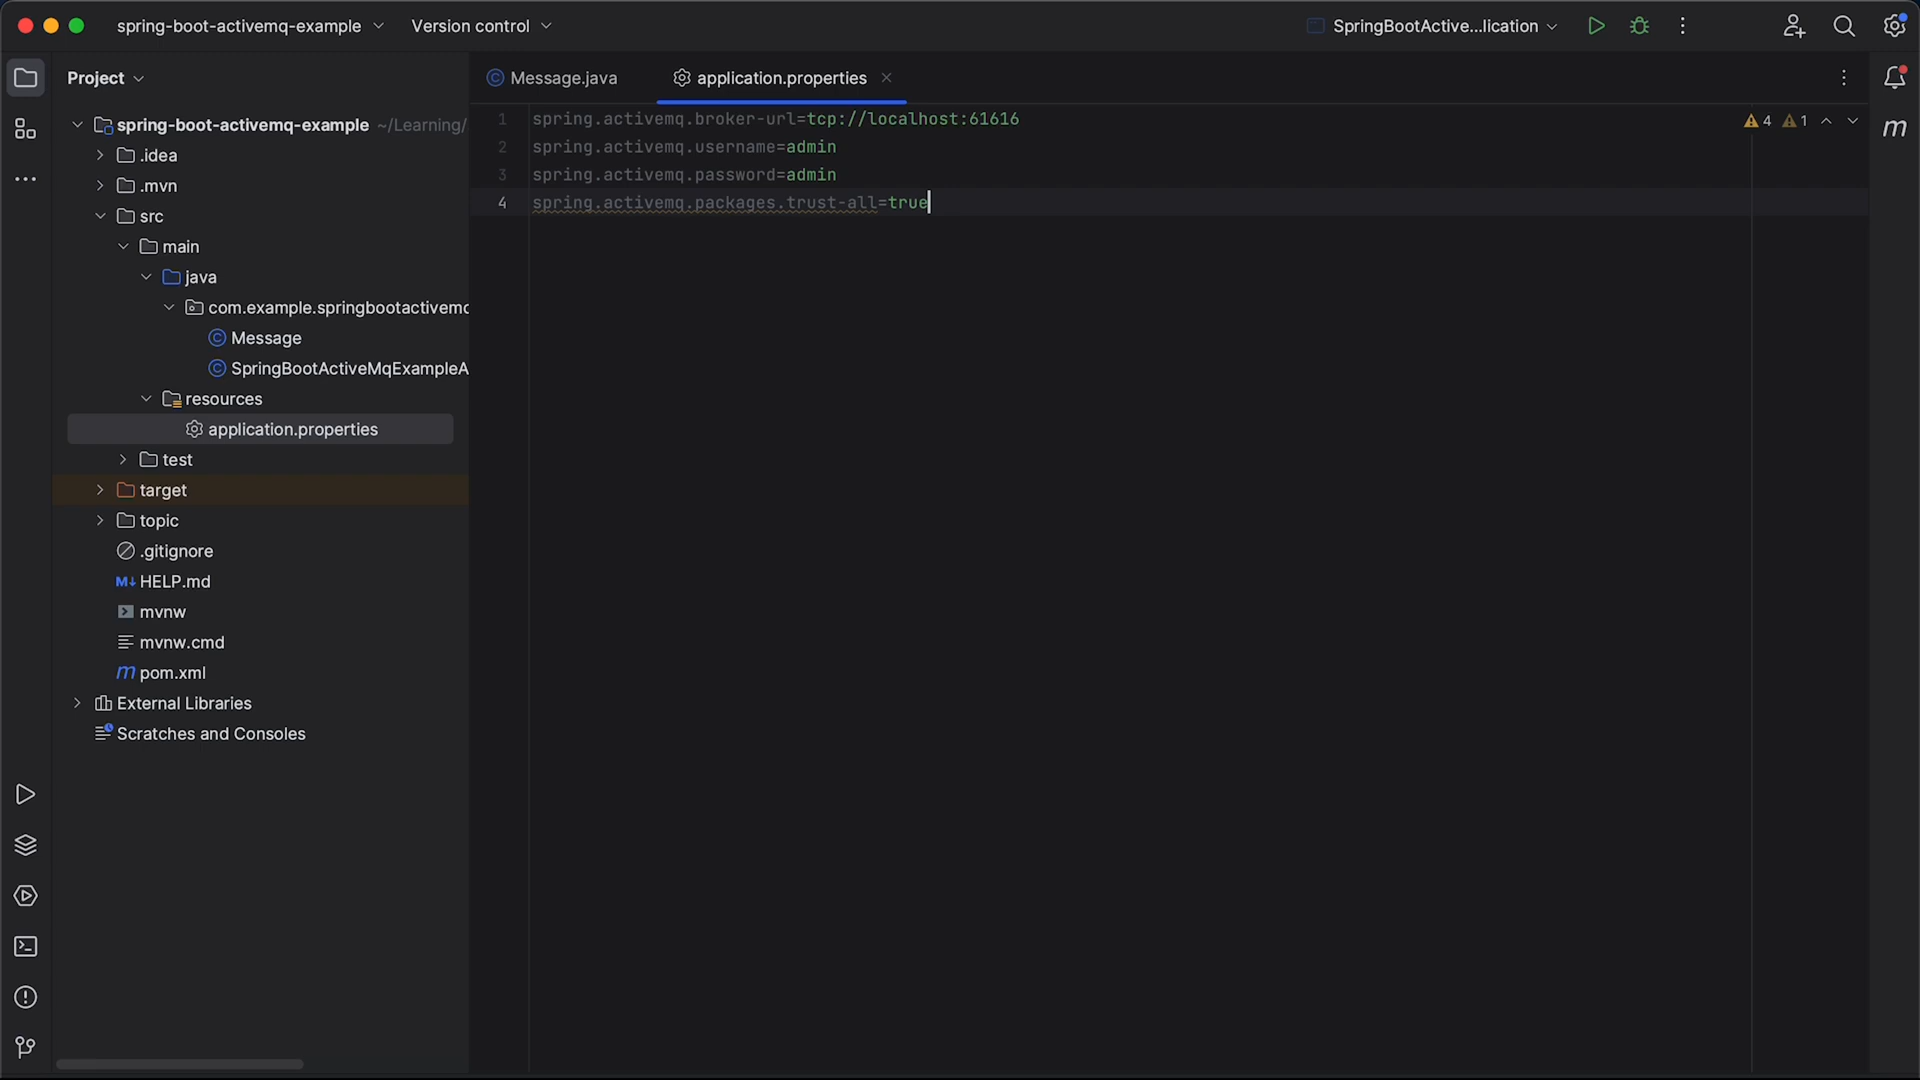 spring-boot-activemq-example
Version control
SpringBootActive...lication
Project
Message.java
application.properties
spring-boot-activemq-example ~/Learning/
.idea
.mvn
src
main
java
com.example.springbootactivemq
Message
SpringBootActiveMqExampleA
resources
application.properties
test
target
topic
.gitignore
M↓ HELP.md
mvnw
mvnw.cmd
m pom.xml
External Libraries
Scratches and Consoles
1 spring.activemq.broker-url=tcp://localhost:61616
2 spring.activemq.username=admin
3 spring.activemq.password=admin
4 spring.activemq.packages.trust-all=true
4 1
m